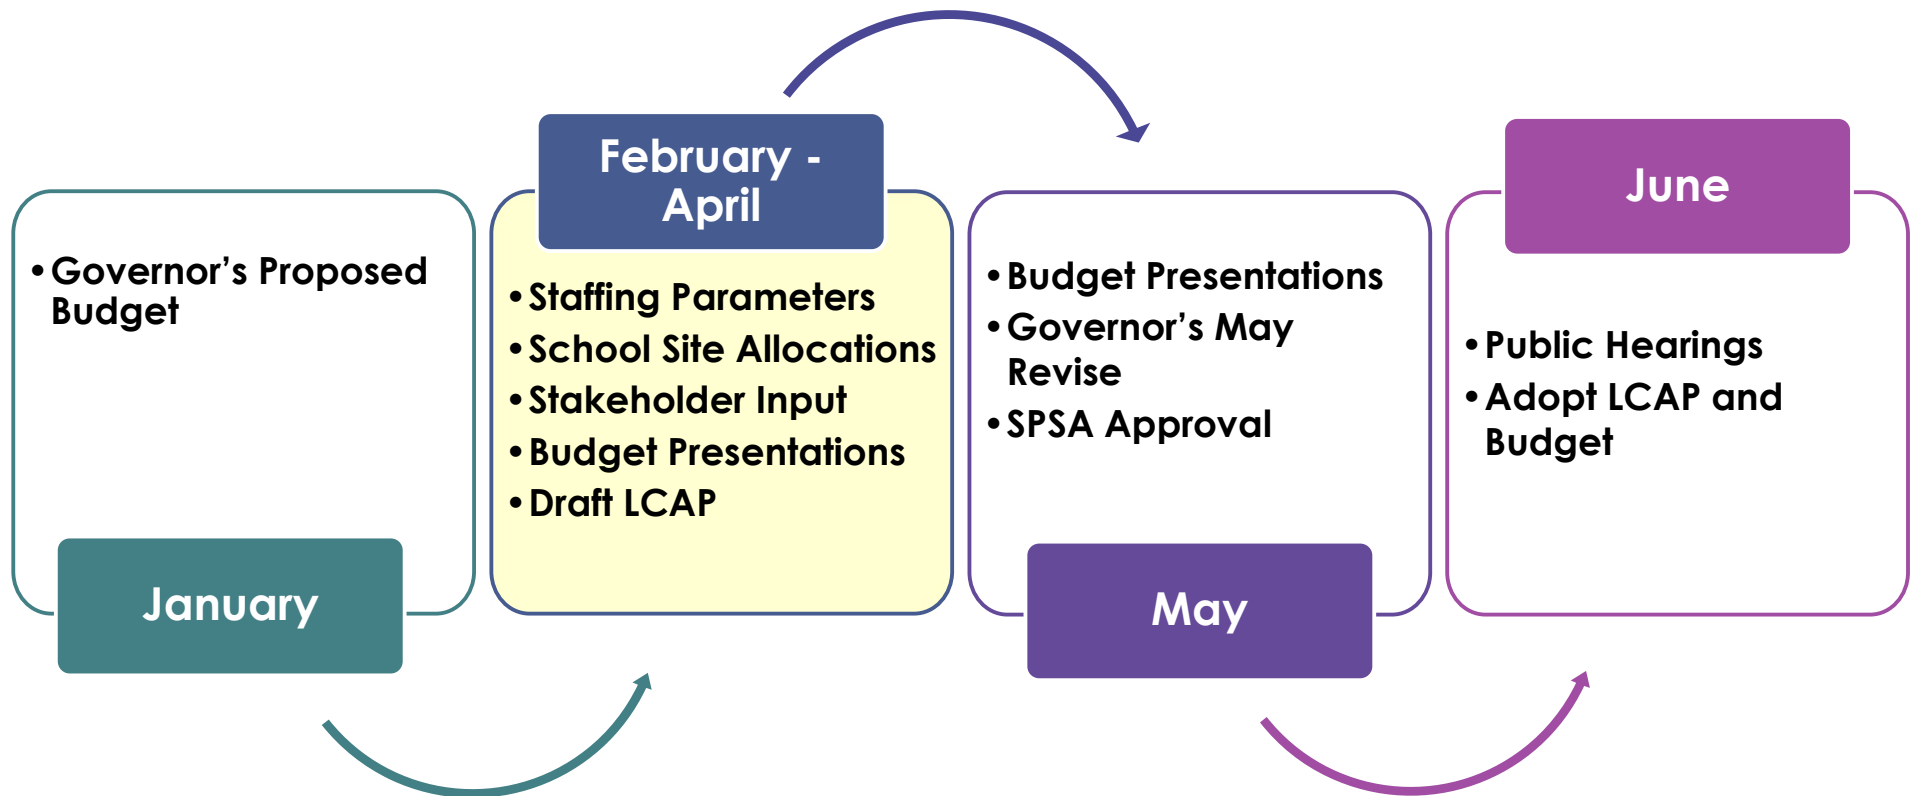 •Governor’s Proposed
Budget
January
February -
April
•Staffing Parameters
•School Site Allocations
•Stakeholder Input
•Budget Presentations
•Draft LCAP
•Budget Presentations
•Governor’s May
Revise
•SPSA Approval
May
June
•Public Hearings
•Adopt LCAP and
Budget